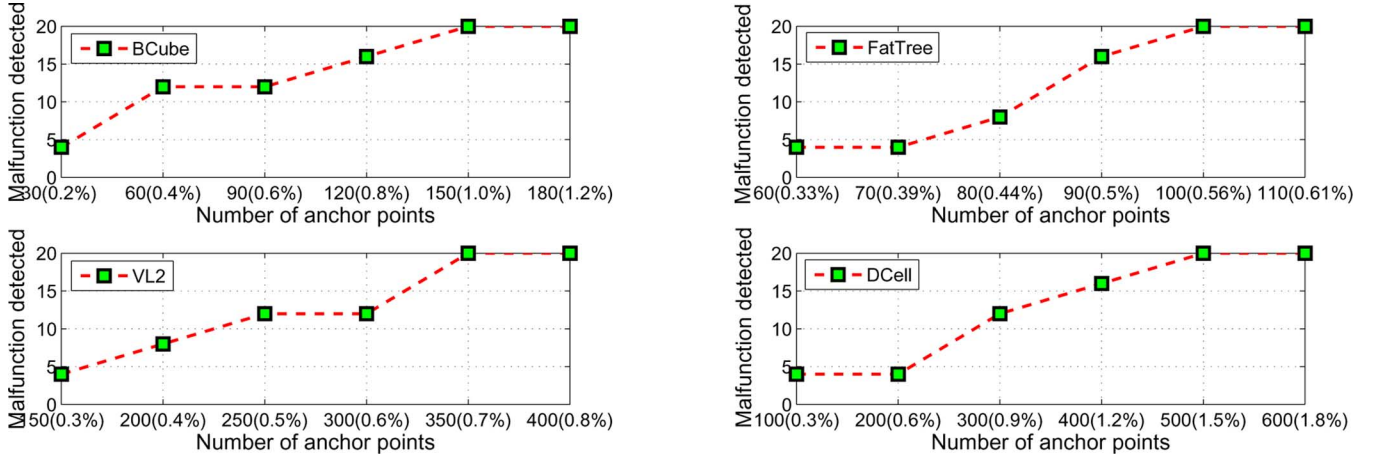 Malfunction detected
20
15
10
5
0
BCube
30(0.2%) 60(0.4%) 90(0.6%) 120(0.8%) 150(1.0%) 180(1.2%)
Number of anchor points
Malfunction detected
20
15
10
5
0
FatTree
60(0.33%) 70(0.39%) 80(0.44%) 90(0.5%) 100(0.56%) 110(0.61%)
Number of anchor points
Malfunction detected
20
15
10
5
0
VL2
150(0.3%) 200(0.4%) 250(0.5%) 300(0.6%) 350(0.7%) 400(0.8%)
Number of anchor points
Malfunction detected
20
15
10
5
0
DCell
100(0.3%) 200(0.6%) 300(0.9%) 400(1.2%) 500(1.5%) 600(1.8%)
Number of anchor points